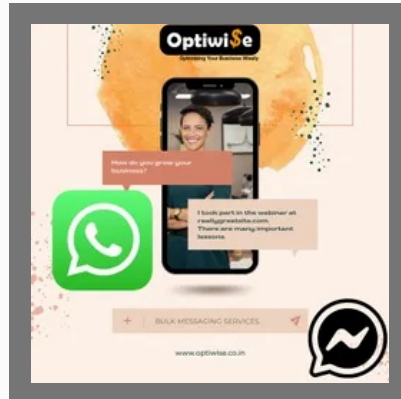 Optiwi$e
Optimizing Your Business Wisely
How do you grow your
business?
I took part in the webinar at
reallygreatsite.com.
There are many important
lessons.
+ BULK MESSAGING SERVICES
www.optiwise.co.in